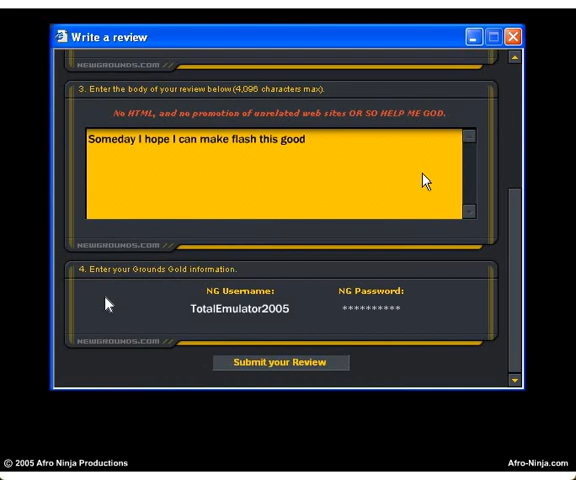 Write a review
NEWGROUNDS.COM //
3. Enter the body of your review below (4,096 characters max).
No HTML, and no promotion of unrelated web sites OR SO HELP ME GOD.
Someday I hope I can make flash this good
NEWGROUNDS.COM //
4. Enter your Grounds Gold information.
NG Username: NG Password:
TotalEmulator2005 **********
NEWGROUNDS.COM //
Submit your Review
© 2005 Afro Ninja Productions Afro-Ninja.com